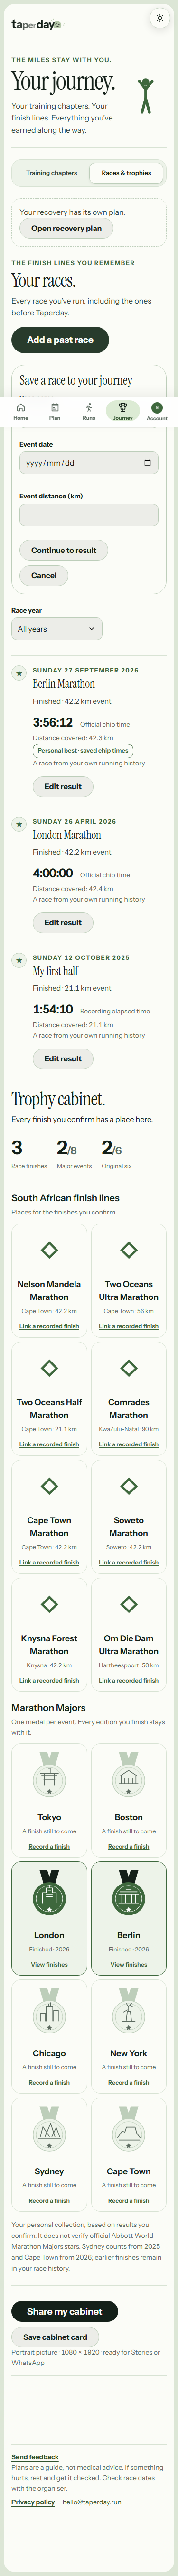 taperday
THE MILES STAY WITH YOU.
Your journey.
Your training chapters. Your
finish lines. Everything you've
earned along the way.
Training chapters
Races & trophies
Your recovery has its own plan.
Open recovery plan
THE FINISH LINES YOU REMEMBER
Your races.
Every race you've run, including the ones
before Taperday.
Add a past race
Save a race to your journey
Home
Plan
Runs
Journey
Account
Event date
yyyy/mm/dd
Event distance (km)
Continue to result
Cancel
Race year
All years
SUNDAY 27 SEPTEMBER 2026
Berlin Marathon
Finished · 42.2 km event
3:56:12 Official chip time
Distance covered: 42.3 km
Personal best · saved chip times
A race from your own running history
Edit result
SUNDAY 26 APRIL 2026
London Marathon
Finished · 42.2 km event
4:00:00 Official chip time
Distance covered: 42.4 km
A race from your own running history
Edit result
SUNDAY 12 OCTOBER 2025
My first half
Finished · 21.1 km event
1:54:10 Recording elapsed time
Distance covered: 21.1 km
A race from your own running history
Edit result
Trophy cabinet.
Every finish you confirm has a place here.
3 2/8 2/6
Race finishes Major events Original six
South African finish lines
Places for the finishes you confirm.
Nelson Mandela
Marathon
Cape Town · 42.2 km
Link a recorded finish
Two Oceans
Ultra Marathon
Cape Town · 56 km
Link a recorded finish
Two Oceans Half
Marathon
Cape Town · 21.1 km
Link a recorded finish
Comrades
Marathon
KwaZulu-Natal · 90 km
Link a recorded finish
Cape Town
Marathon
Cape Town · 42.2 km
Link a recorded finish
Soweto
Marathon
Soweto · 42.2 km
Link a recorded finish
Knysna Forest
Marathon
Knysna · 42.2 km
Link a recorded finish
Om Die Dam
Ultra Marathon
Hartbeespoort · 50 km
Link a recorded finish
Marathon Majors
One medal per event. Every edition you finish stays
with it.
Tokyo
A finish still to come
Record a finish
Boston
A finish still to come
Record a finish
London
Finished · 2026
View finishes
Berlin
Finished · 2026
View finishes
Chicago
A finish still to come
Record a finish
New York
A finish still to come
Record a finish
Sydney
A finish still to come
Record a finish
Cape Town
A finish still to come
Record a finish
Your personal collection, based on results you
confirm. It does not verify official Abbott World
Marathon Majors stars. Sydney counts from 2025
and Cape Town from 2026; earlier finishes remain
in your race history.
Share my cabinet
Save cabinet card
Portrait picture · 1080 × 1920 · ready for Stories or
WhatsApp
Send feedback
Plans are a guide, not medical advice. If something
hurts, rest and get it checked. Check race dates
with the organiser.
Privacy policy hello@taperday.run